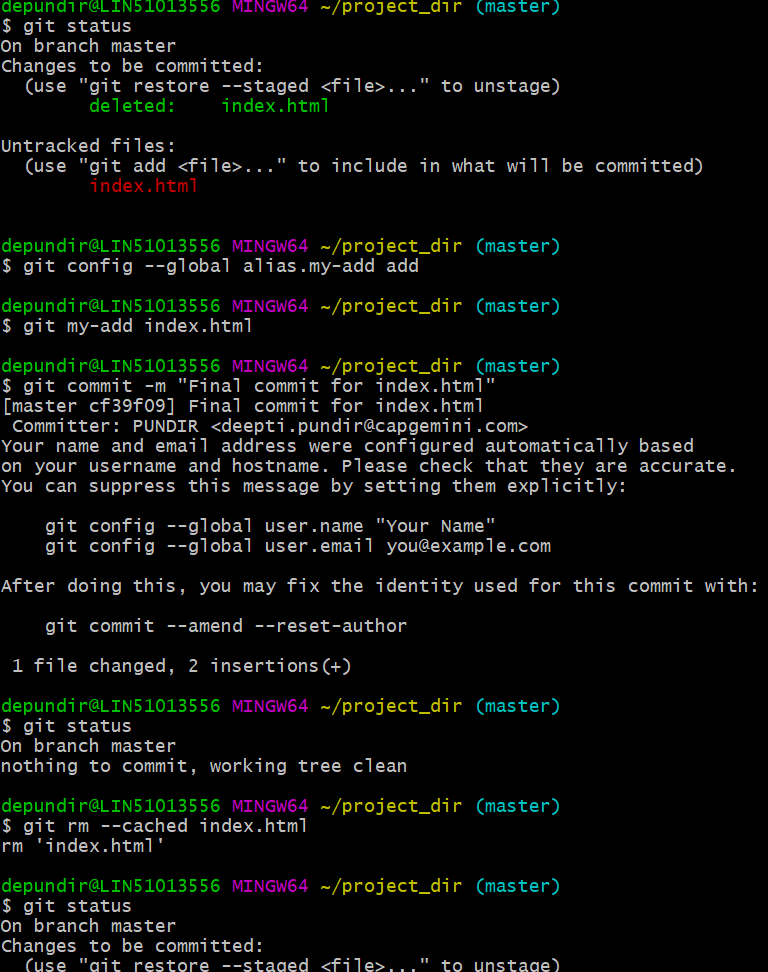 depundir@LIN51013556 MINGW64 ~/project_dir (master)
$ git status
On branch master
Changes to be committed:
  (use "git restore --staged <file>..." to unstage)
        deleted:    index.html

Untracked files:
  (use "git add <file>..." to include in what will be committed)
        index.html

depundir@LIN51013556 MINGW64 ~/project_dir (master)
$ git config --global alias.my-add add

depundir@LIN51013556 MINGW64 ~/project_dir (master)
$ git my-add index.html

depundir@LIN51013556 MINGW64 ~/project_dir (master)
$ git commit -m "Final commit for index.html"
[master cf39f09] Final commit for index.html
 Committer: PUNDIR <deepti.pundir@capgemini.com>
Your name and email address were configured automatically based
on your username and hostname. Please check that they are accurate.
You can suppress this message by setting them explicitly:

    git config --global user.name "Your Name"
    git config --global user.email you@example.com

After doing this, you may fix the identity used for this commit with:

    git commit --amend --reset-author

 1 file changed, 2 insertions(+)

depundir@LIN51013556 MINGW64 ~/project_dir (master)
$ git status
On branch master
nothing to commit, working tree clean

depundir@LIN51013556 MINGW64 ~/project_dir (master)
$ git rm --cached index.html
rm 'index.html'

depundir@LIN51013556 MINGW64 ~/project_dir (master)
$ git status
On branch master
Changes to be committed:
  (use "git restore --staged <file>..." to unstage)